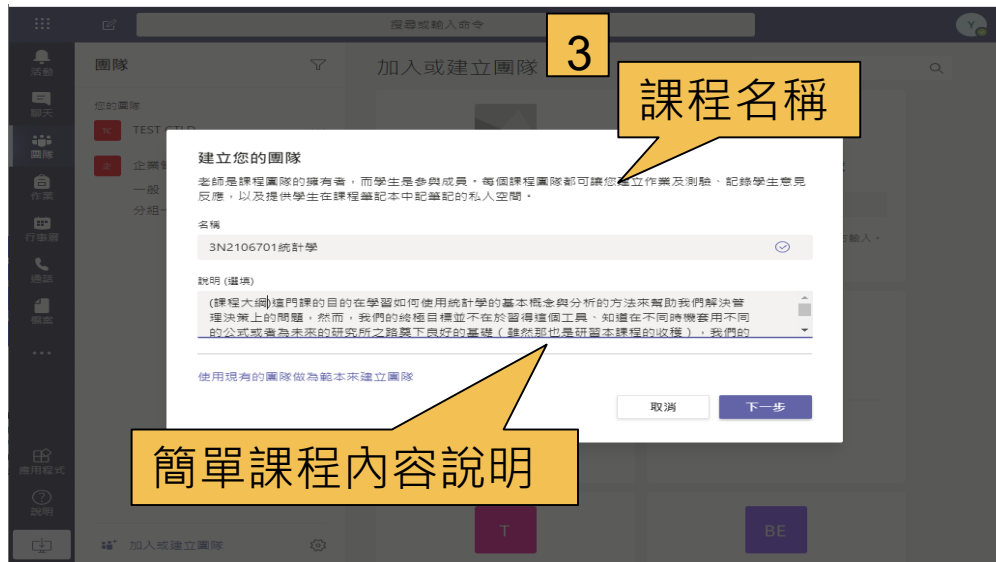 搜尋或輸入命令
3
課程名稱
活動
聊天
團隊
作業
行事曆
通話
檔案
應用程式
說明
團隊
您的團隊
TC TEST CTLD
一般
加入或建立團隊
加入或建立團隊
建立您的團隊
老師是課程團隊的擁有者，而學生是參與成員。每個課程團隊都可讓您建立作業及測驗、記錄學生意見
反應，以及提供學生在課程筆記本中記筆記的私人空間。
名稱
3N2106701統計學
說明 (選填)
(課程大綱)這門課的目的在學習如何使用統計學的基本概念與分析的方法來幫助我們解決管
理決策上的問題，然而，我們的終極目標並不在於習得這個工具、知道在不同時機套用不同
的公式或者為未來的研究所之路奠下良好的基礎（雖然那也是研習本課程的收穫），我們的
使用現有的團隊做為範本來建立團隊
取消
下一步
簡單課程內容說明
T
BE